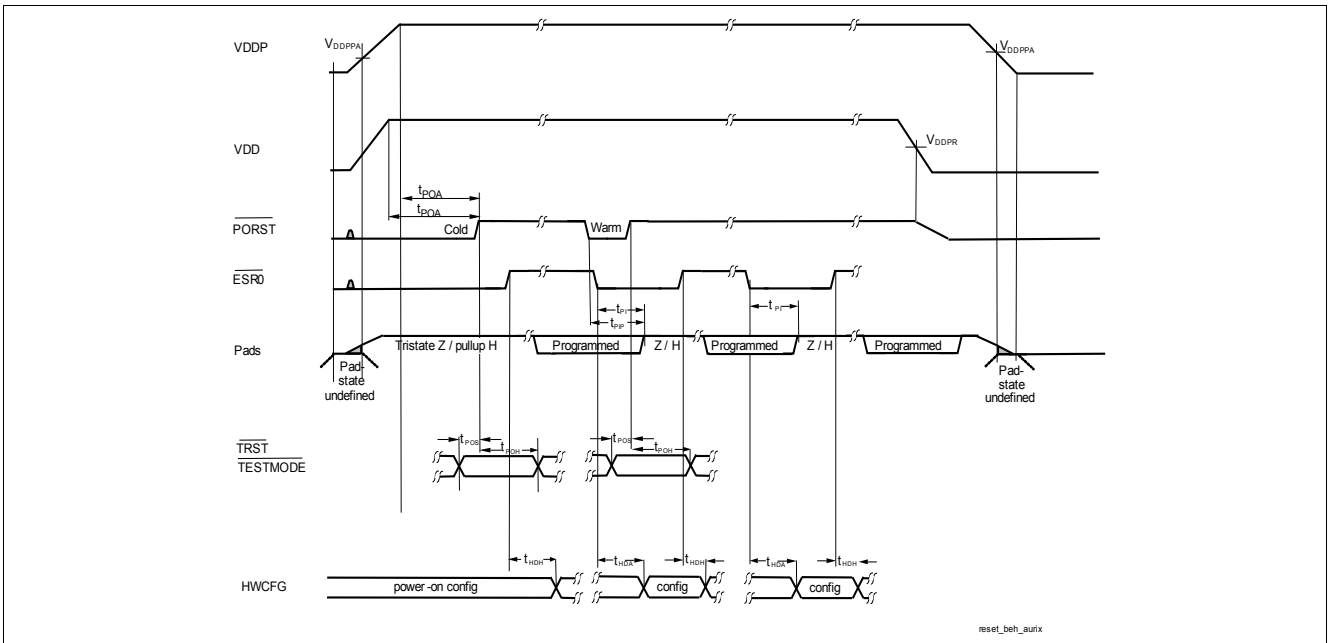 VDDP
VDDPPA
VDDPPA
VDD
VDDPR
tPOA
tPOA
PORST
Cold
Warm
ESR0
tPI
tPI
tPIP
Pads
Tristate Z / pullup H
Programmed
Z / H
Programmed
Z / H
Programmed
Pad-
state
undefined
Pad-
state
undefined
TRST
TESTMODE
tPOS
tPOH
tPOS
tPOH
tHDH
tHDA
tHDH
tHDA
tHDH
HWCFG
power -on config
config
config
reset_beh_aurix